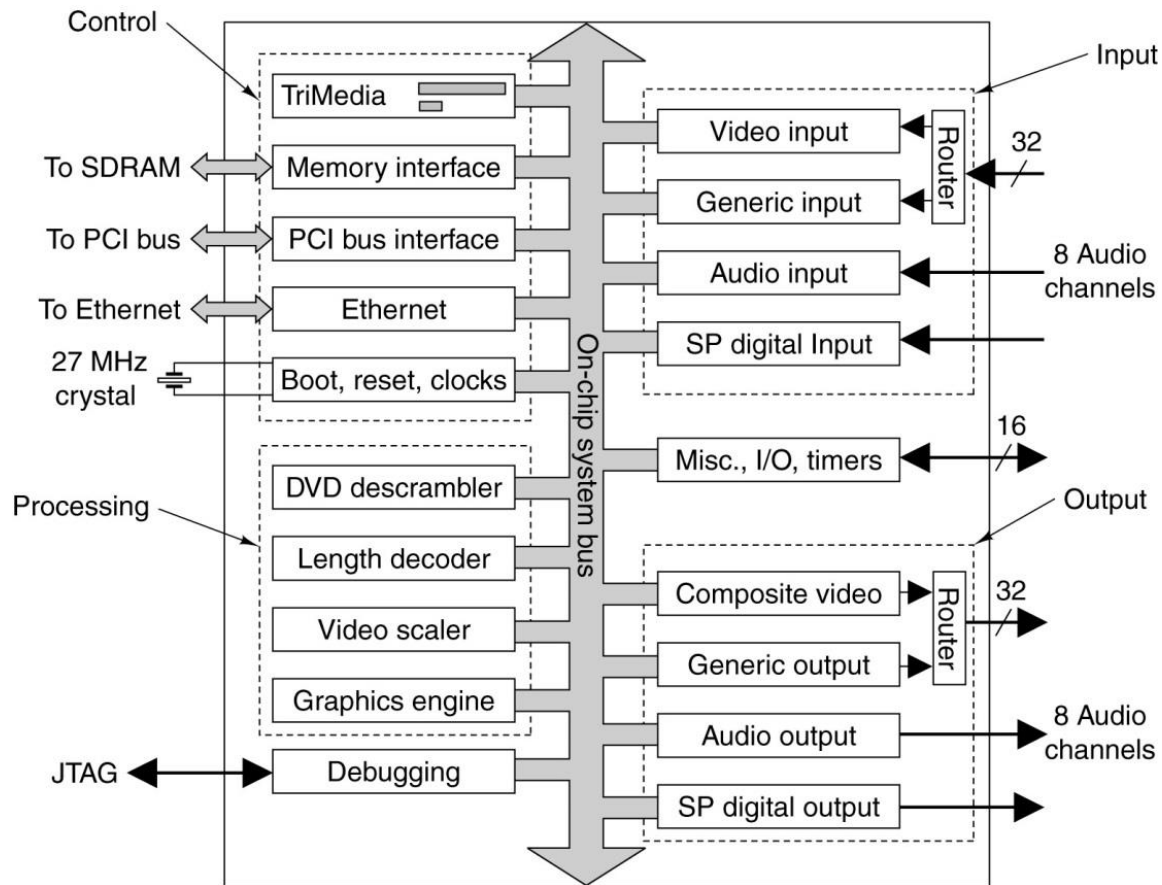 Control
Input
TriMedia
Video input
Router
32
To SDRAM
Memory interface
Generic input
To PCI bus
PCI bus interface
Audio input
8 Audio
channels
To Ethernet
Ethernet
SP digital Input
27 MHz
crystal
Boot, reset, clocks
On-chip system bus
Misc., I/O, timers
16
Processing
DVD descrambler
Output
Length decoder
Composite video
Router
32
Video scaler
Generic output
Graphics engine
Audio output
8 Audio
channels
JTAG
Debugging
SP digital output